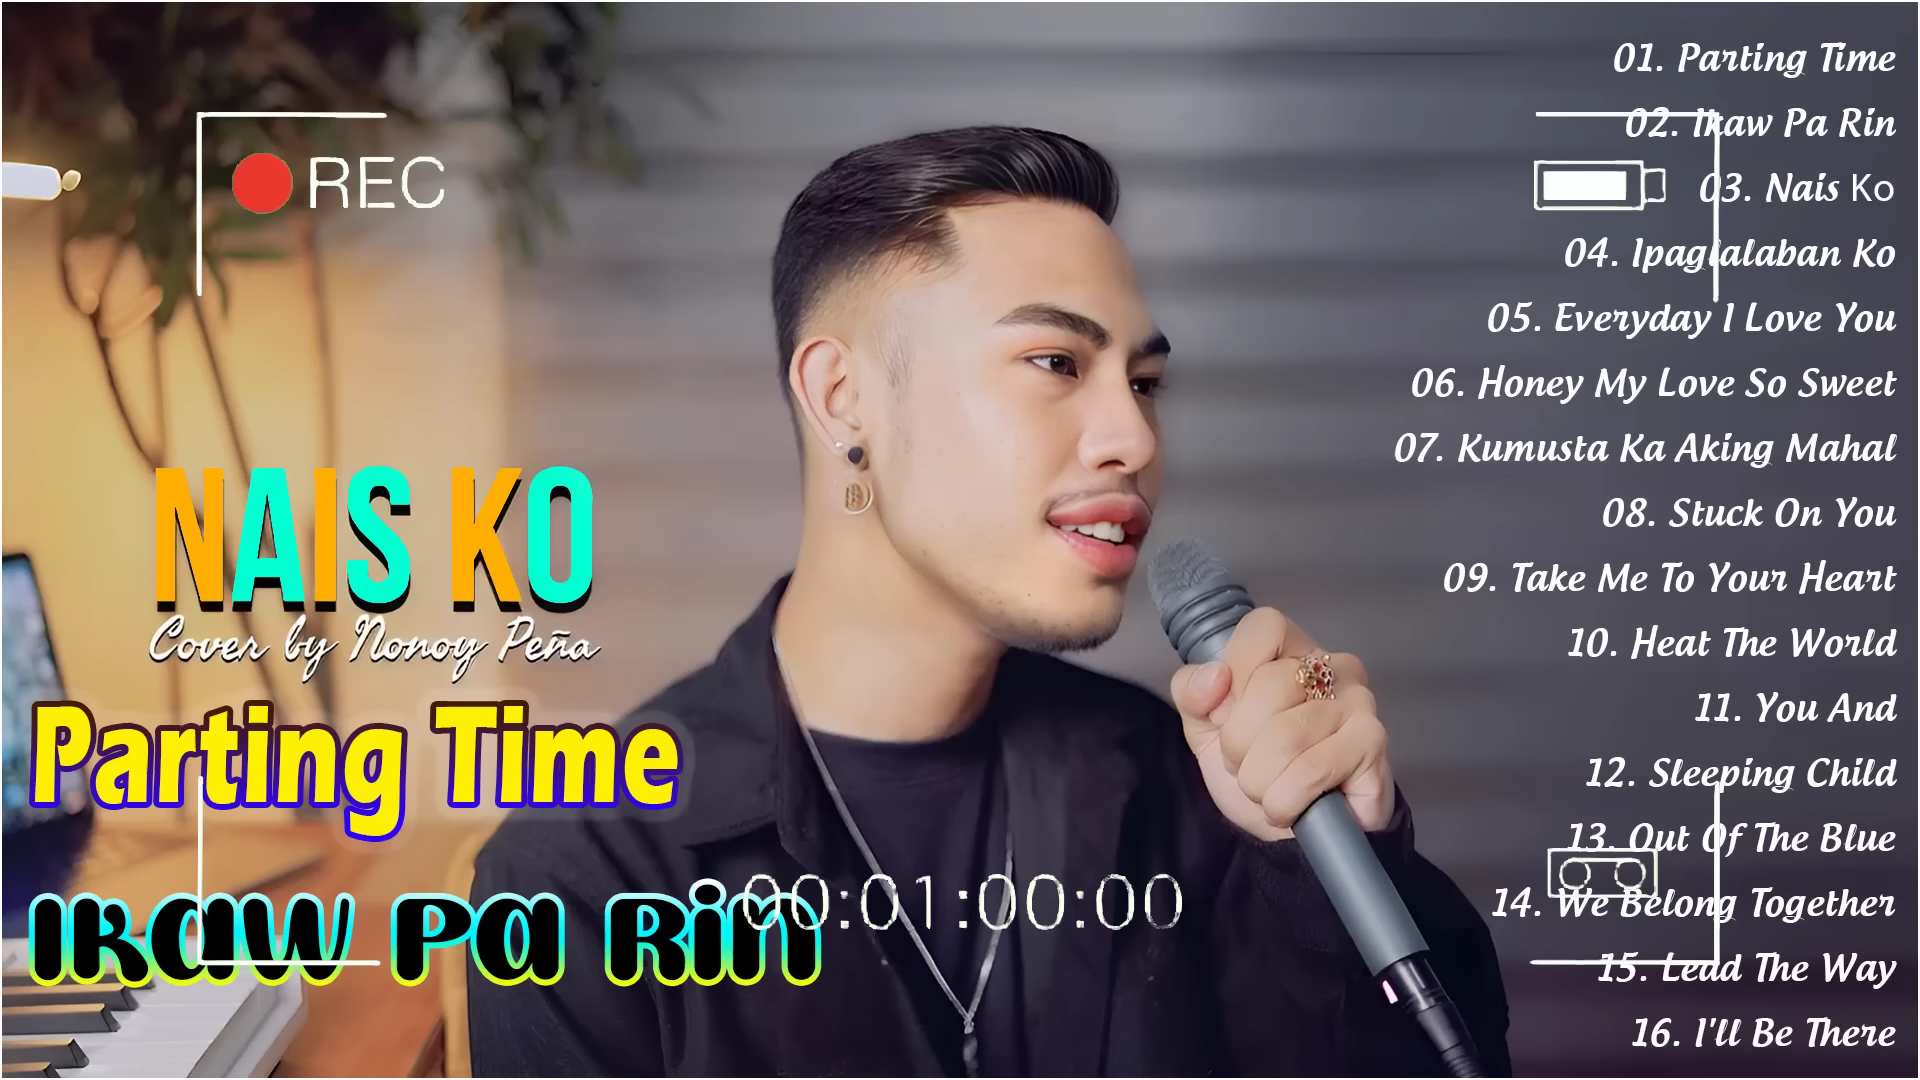 REC
NAIS KO
Cover by Nonoy Peña
Parting Time
Ikaw Pa Rin
00:01:00:00
01. Parting Time
02. Ikaw Pa Rin
03. Nais Ko
04. Ipaglalaban Ko
05. Everyday I Love You
06. Honey My Love So Sweet
07. Kumusta Ka Aking Mahal
08. Stuck On You
09. Take Me To Your Heart
10. Heat The World
11. You And
12. Sleeping Child
13. Out Of The Blue
14. We Belong Together
15. Lead The Way
16. I'll Be There